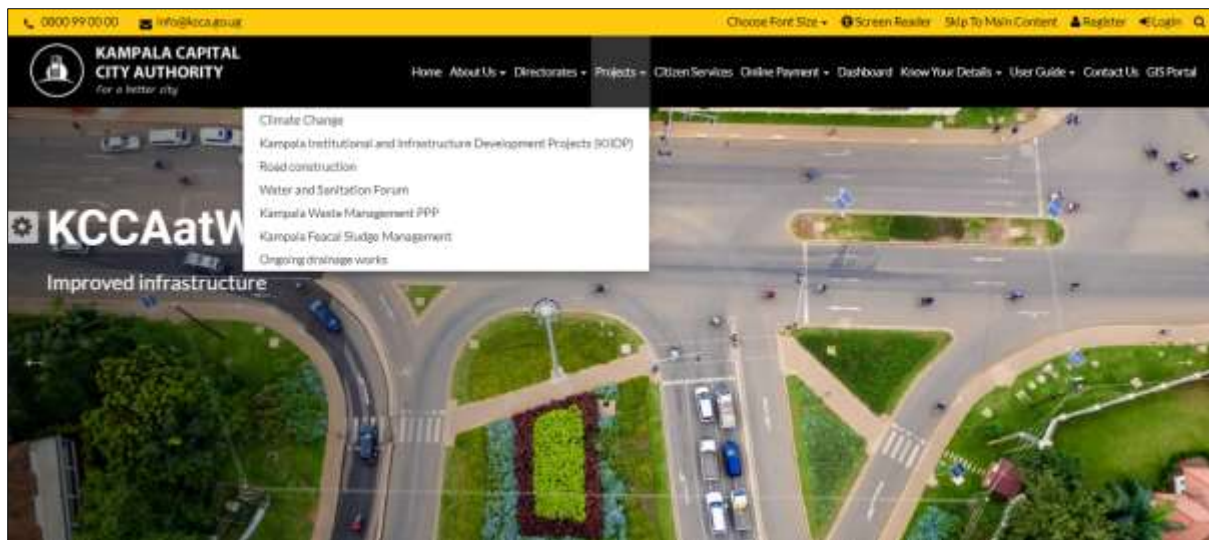 0800 99 00 00 info@kcca.go.ug Choose Font Size Screen Reader Skip To Main Content Register Login
KAMPALA CAPITAL
CITY AUTHORITY
For a better city
Home About Us Directorates Projects Citizen Services Online Payment Dashboard Know Your Details User Guide Contact Us GIS Portal
Climate Change
Kampala Institutional and Infrastructure Development Projects (KIIDP)
Road construction
Water and Sanitation Forum
Kampala Waste Management PPP
Kampala Feacal Sludge Management
Ongoing drainage works
KCCAatW
Improved infrastructure